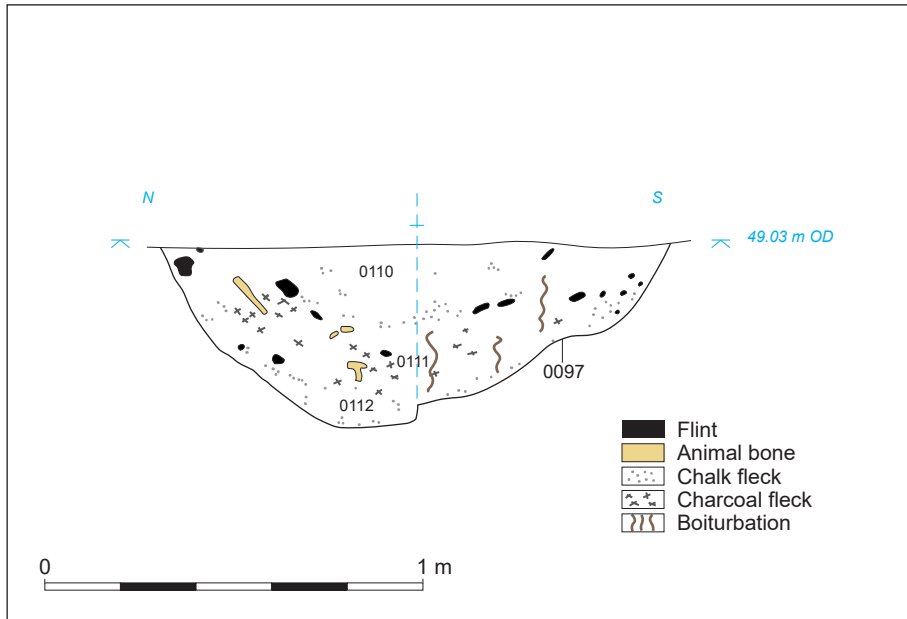 N
S
49.03 m OD
0110
0111
0097
0112
Flint
Animal bone
Chalk fleck
Charcoal fleck
Boiturbation
0
1 m